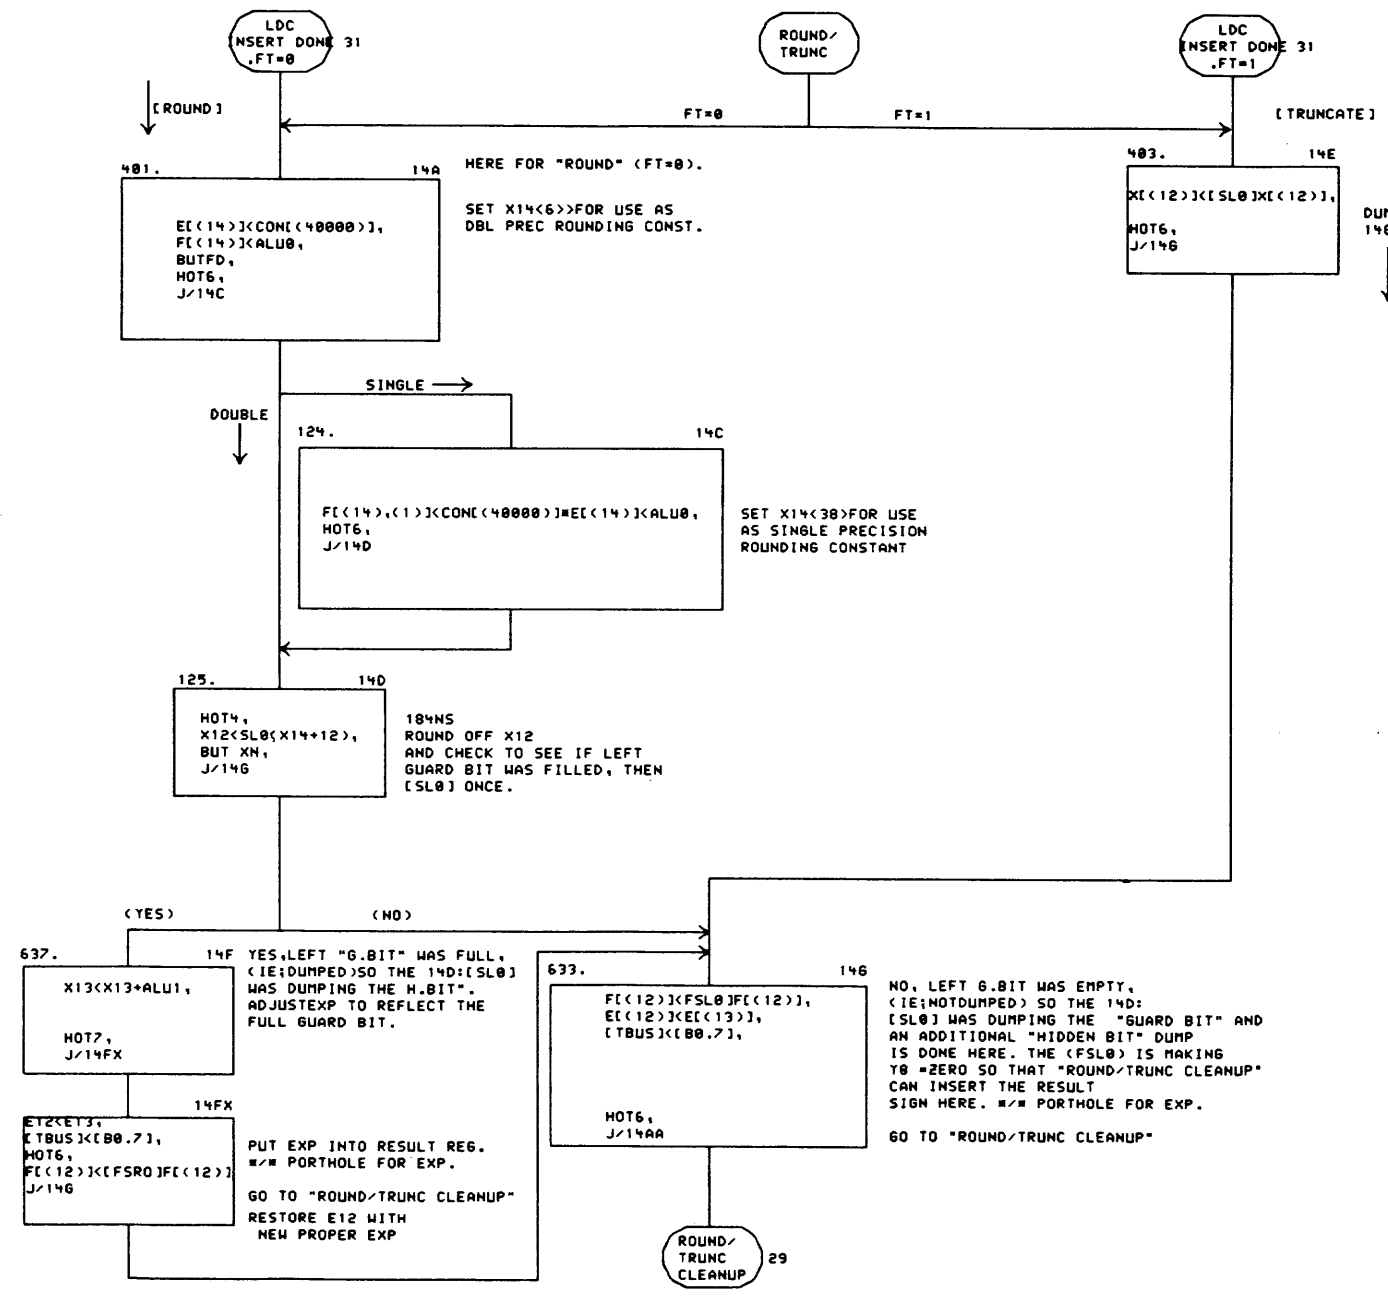 LDC
INSERT DONE 31
.FT=0
ROUND/
TRUNC
LDC
INSERT DONE 31
.FT=1
[ROUND]
FT=0
FT=1
[TRUNCATE]
401.
14A
E[(14)]<CON[(40000)],
F[(14)]<ALU0,
BUTFD,
HOT6,
J/14C
HERE FOR "ROUND" (FT=0).
SET X14<6>>FOR USE AS
DBL PREC ROUNDING CONST.
403.
14E
X[(12)]<[SL0]X[(12)],
HOT6,
J/14G
SINGLE
DOUBLE
124.
14C
F[(14),(1)]<CON[(40000)]*E[(14)]<ALU0,
HOT6,
J/14D
SET X14<38>FOR USE
AS SINGLE PRECISION
ROUNDING CONSTANT
125.
14D
HOT4,
X12<SL0(X14+12),
BUT XN,
J/14G
184NS
ROUND OFF X12
AND CHECK TO SEE IF LEFT
GUARD BIT WAS FILLED, THEN
[SL0] ONCE.
(YES)
(NO)
637.
14F
X13<X13+ALU1,
HOT7,
J/14FX
YES,LEFT "G.BIT" WAS FULL,
(IE;DUMPED)SO THE 14D:[SL0]
WAS DUMPING THE H.BIT".
ADJUSTEXP TO REFLECT THE
FULL GUARD BIT.
14FX
E12<E13,
[TBUS]<[B0.7],
HOT6,
F[(12)]<[FSRO]F[(12)]
J/14G
PUT EXP INTO RESULT REG.
*/* PORTHOLE FOR EXP.
GO TO "ROUND/TRUNC CLEANUP"
RESTORE E12 WITH
NEW PROPER EXP
633.
14G
F[(12)]<[FSL0]F[(12)],
E[(12)]<E[(13)],
[TBUS]<[B0.7],
HOT6,
J/14AA
NO, LEFT G.BIT WAS EMPTY,
(IE;NOTDUMPED) SO THE 14D:
[SL0] WAS DUMPING THE "GUARD BIT" AND
AN ADDITIONAL "HIDDEN BIT" DUMP
IS DONE HERE. THE (FSL0) IS MAKING
Y8 =ZERO SO THAT "ROUND/TRUNC CLEANUP"
CAN INSERT THE RESULT
SIGN HERE. */* PORTHOLE FOR EXP.
GO TO "ROUND/TRUNC CLEANUP"
ROUND/
TRUNC
CLEANUP
29